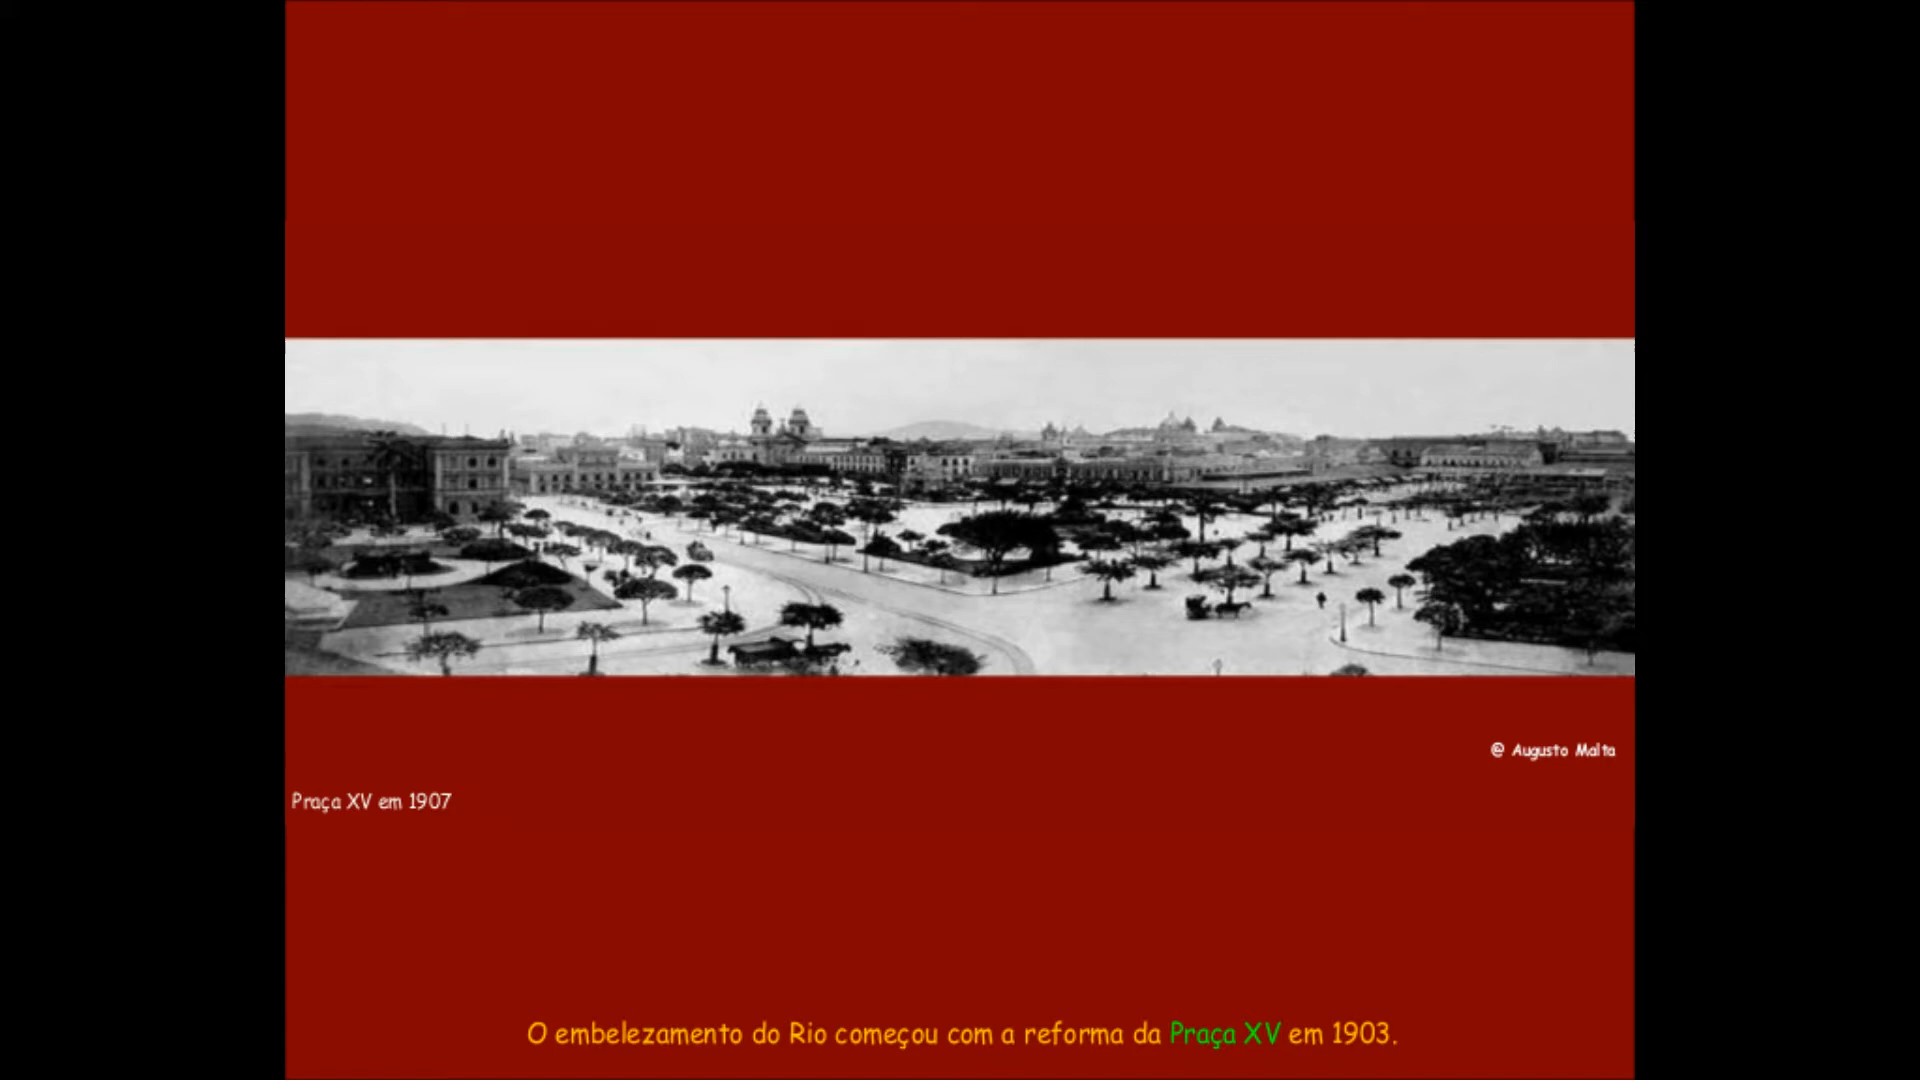 @ Augusto Malta
Praça XV em 1907
O embelezamento do Rio começou com a reforma da Praça XV em 1903.